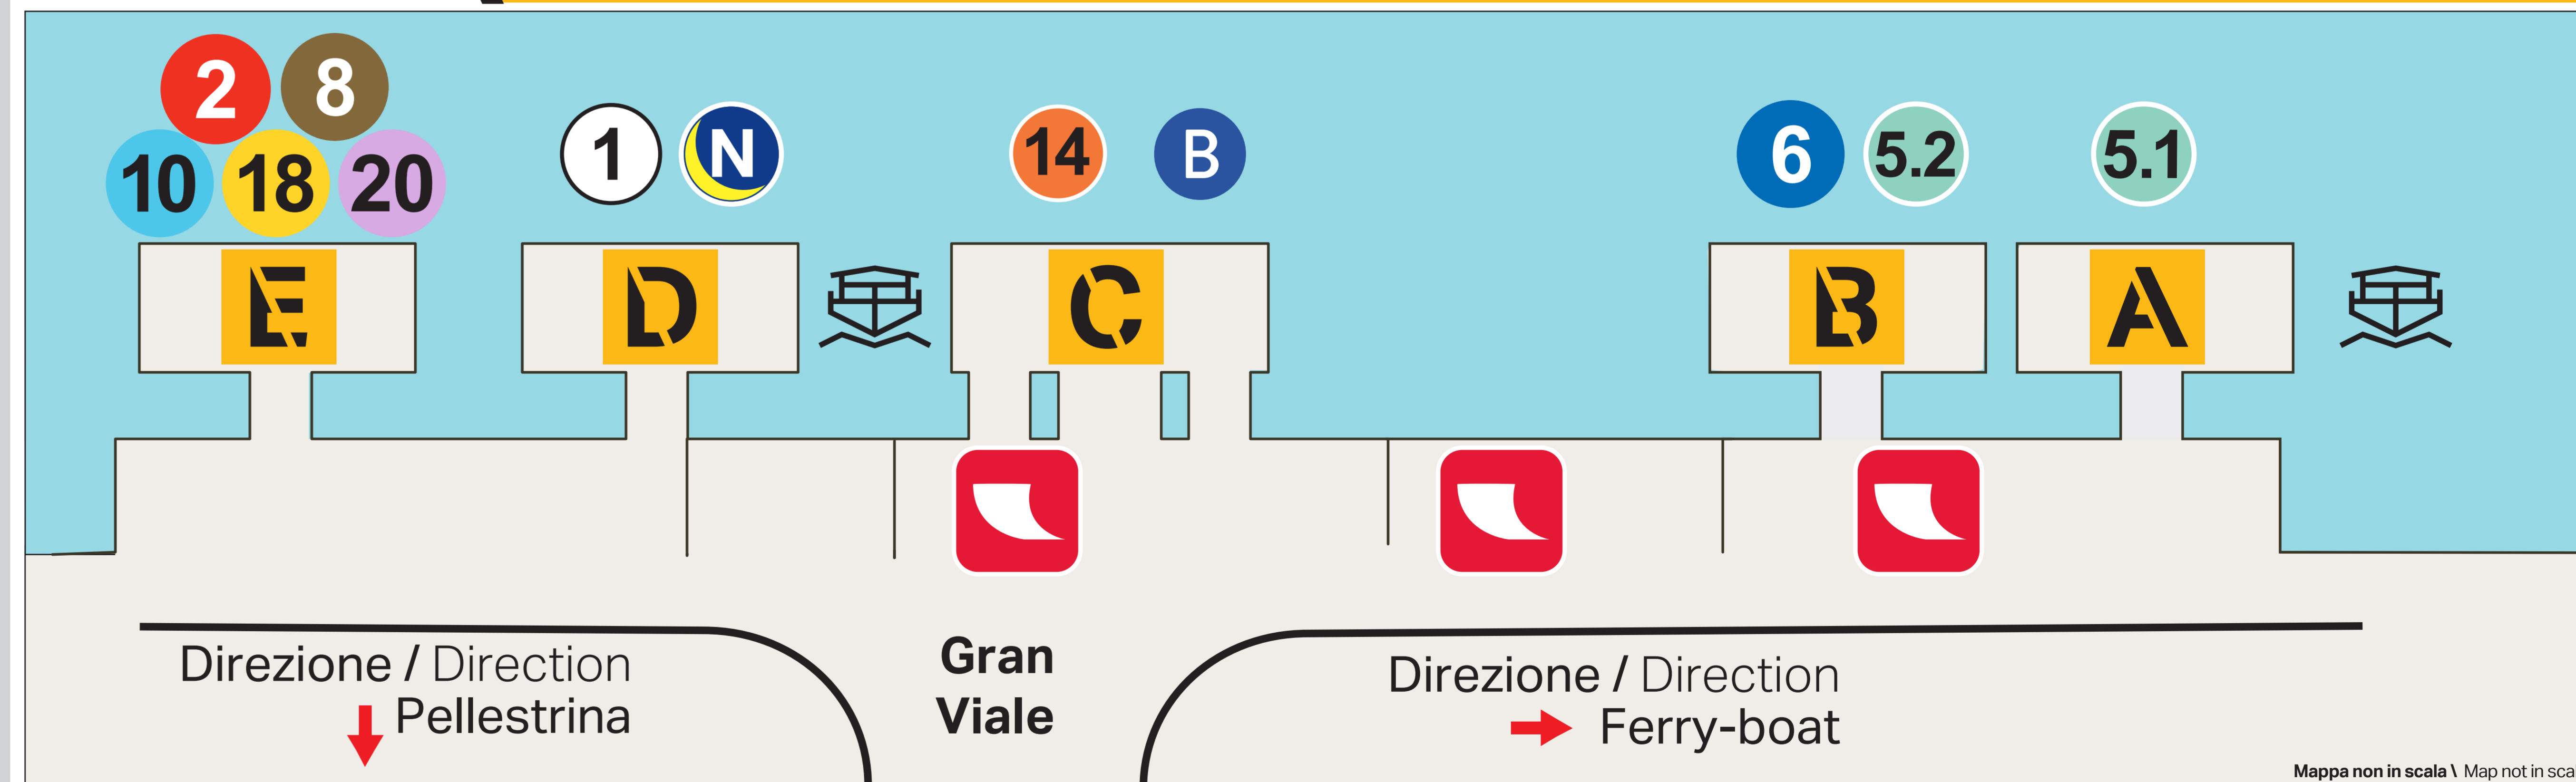 2 8
10 18 20
1 N
14 B
6 5.2
5.1
E D C B A
Direzione / Direction
Pellestrina
Gran
Viale
Direzione / Direction
Ferry-boat
Mappa non in scala \ Map not in